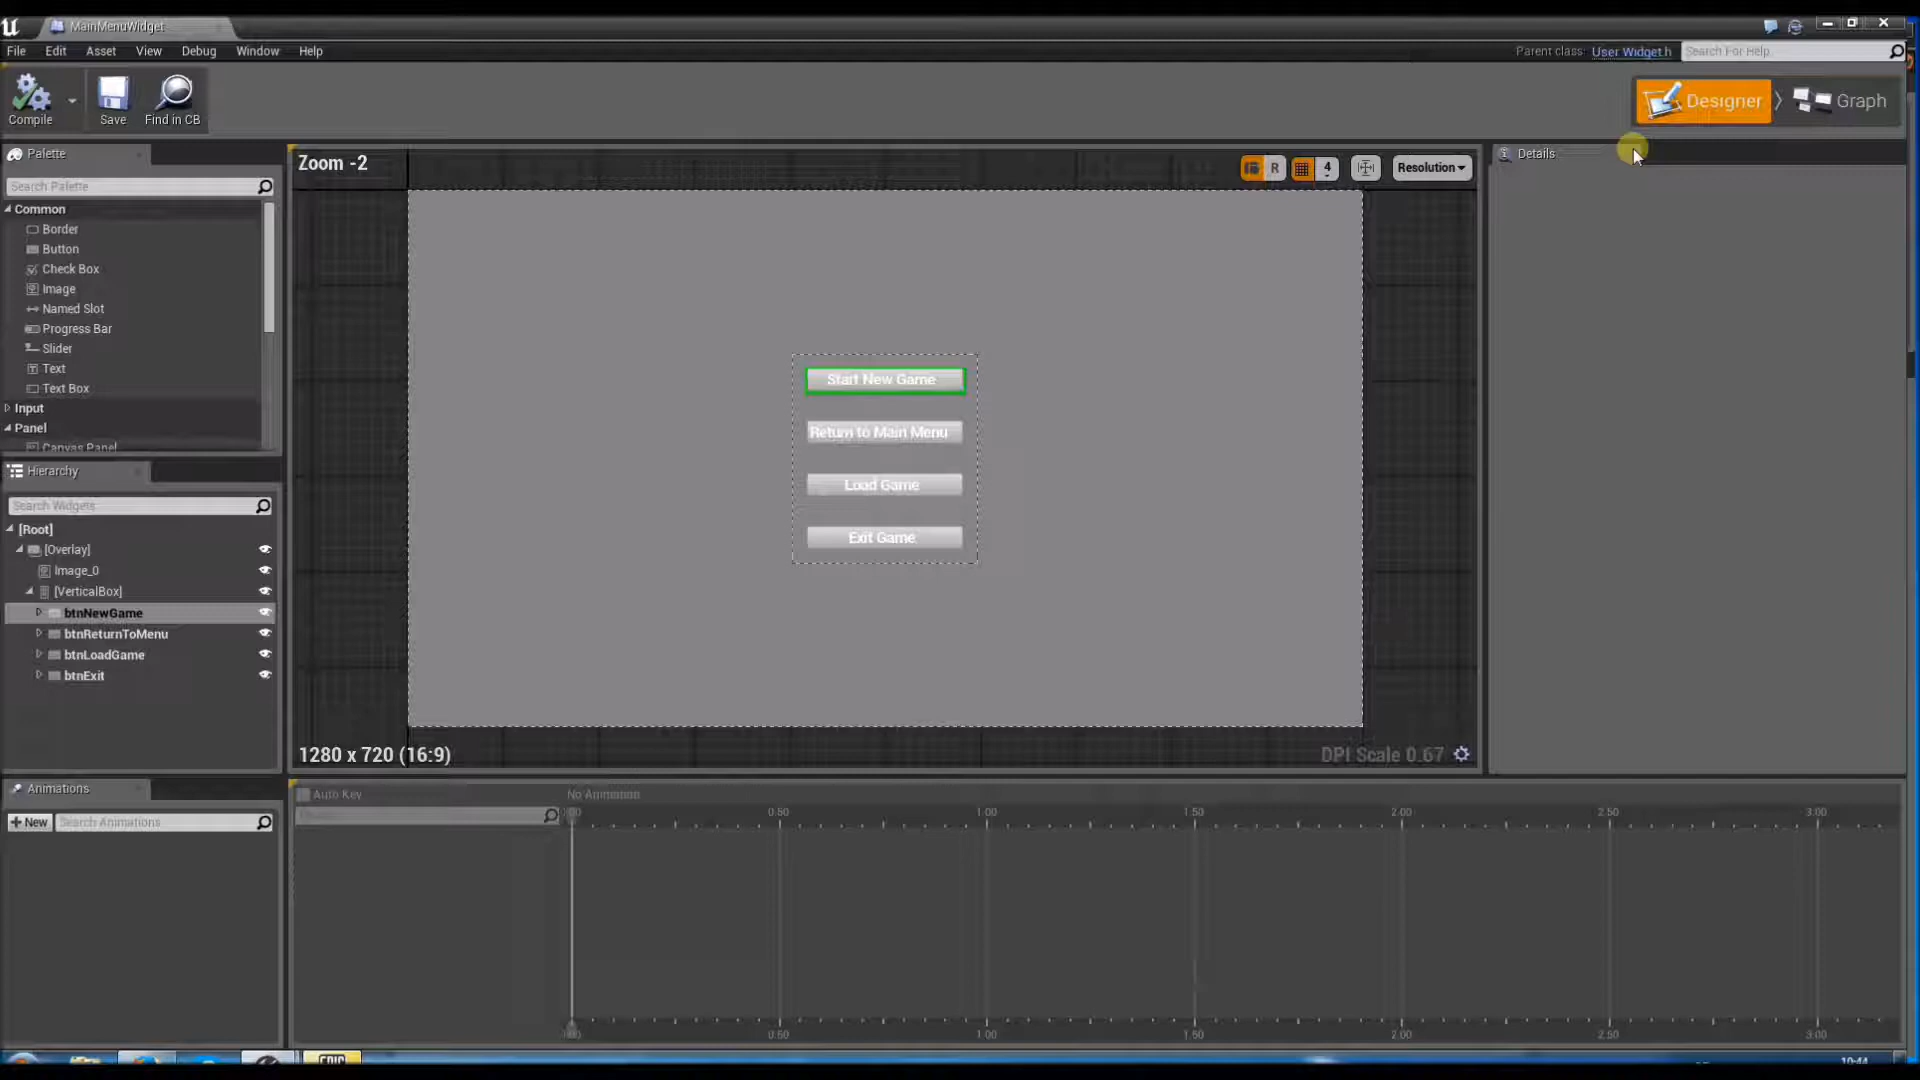 MainMenuWidget
File Edit Asset View Debug Window Help
Parent class: User Widget.h Search For Help
Compile Save Find in CB
Designer Graph
Palette
Zoom -2
R 4 Resolution
Details
Search Palette
Common
Border
Button
Check Box
Image
Named Slot
Progress Bar
Slider
Text
Text Box
Input
Panel
Canvas Panel
Start New Game
Return to Main Menu
Load Game
Exit Game
1280 x 720 (16:9)
DPI Scale 0.67
Hierarchy
Search Widgets
[Root]
[Overlay]
Image_0
[VerticalBox]
btnNewGame
btnReturnToMenu
btnLoadGame
btnExit
Animations
Auto Key
No Animation
+ New Search Animations
0.50 1.00 1.50 2.00 2.50 3.00
0.50 1.00 1.50 2.00 2.50 3.00
EPIC
10:44